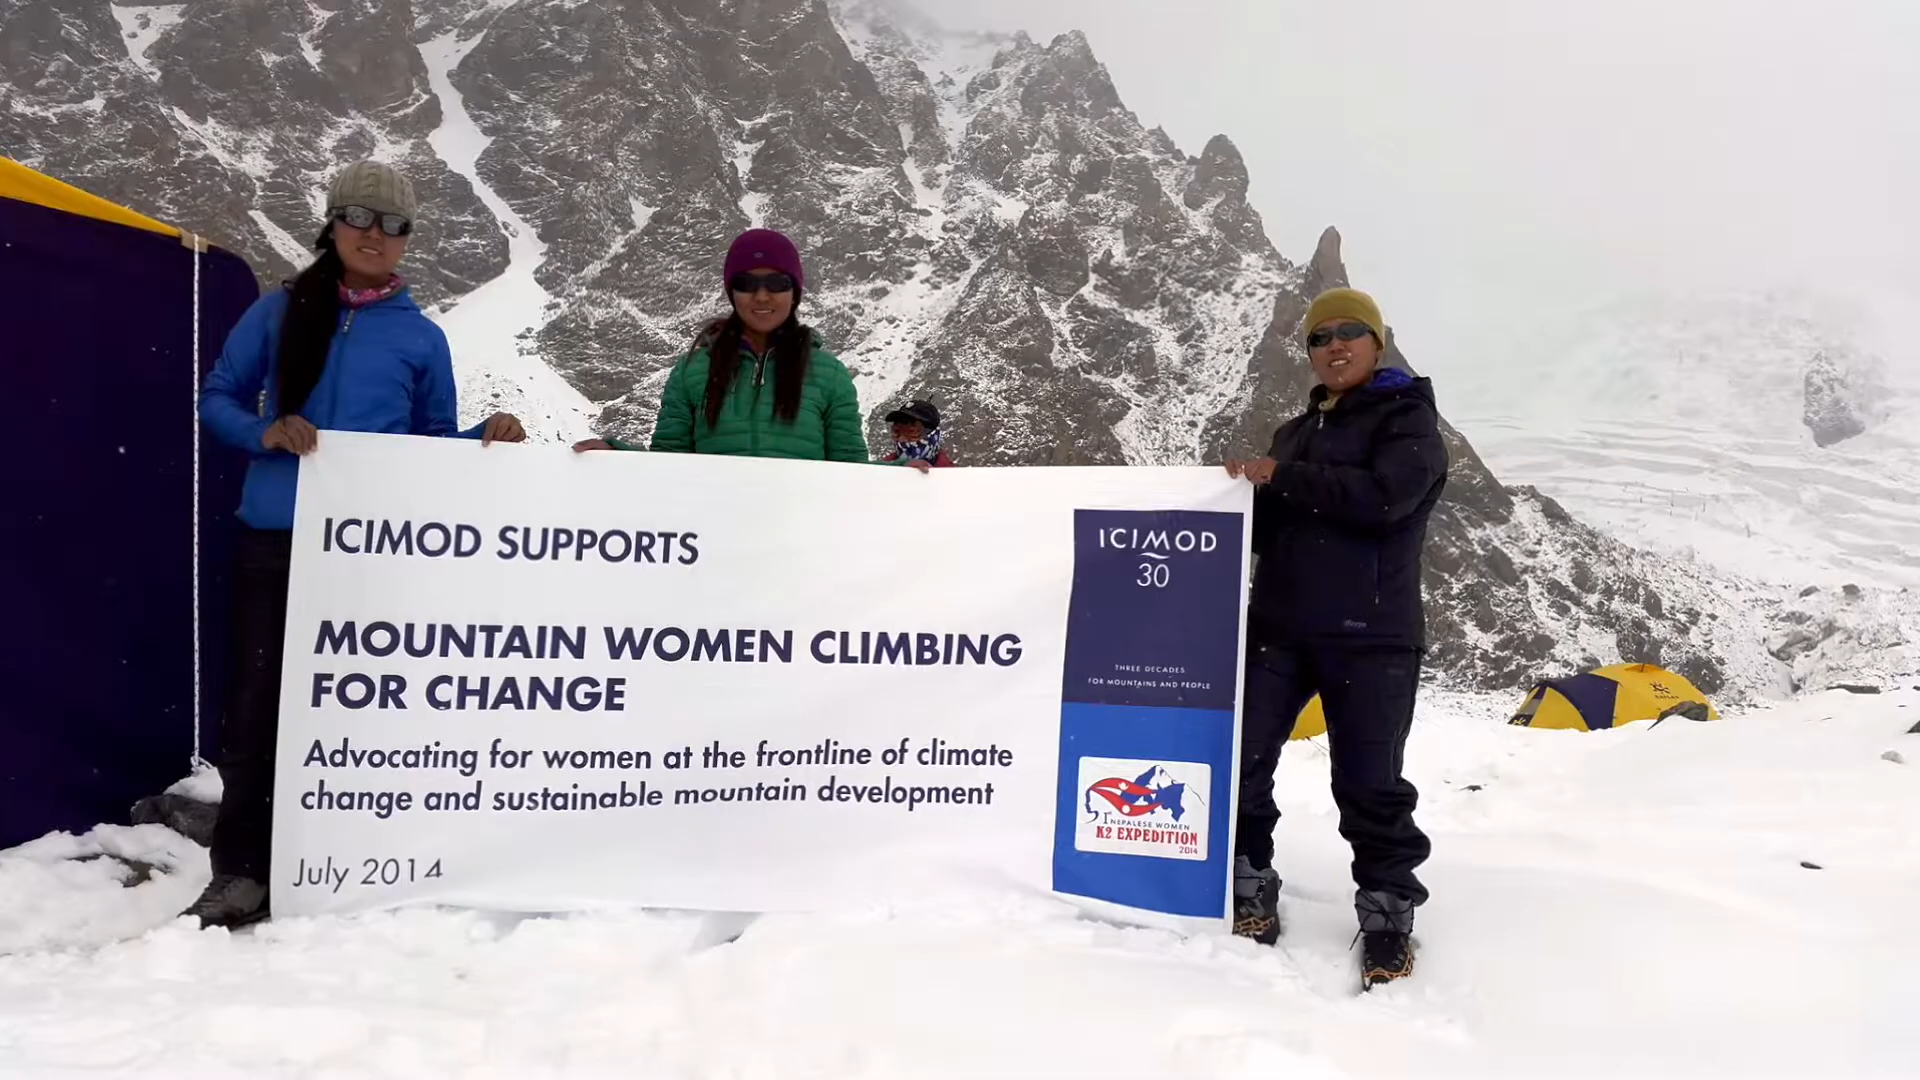 ICIMOD SUPPORTS
MOUNTAIN WOMEN CLIMBING
FOR CHANGE
Advocating for women at the frontline of climate
change and sustainable mountain development
July 2014
ICIMOD
30
THREE DECADES
FOR MOUNTAINS AND PEOPLE
1ST NEPALESE WOMEN
K2 EXPEDITION
2014